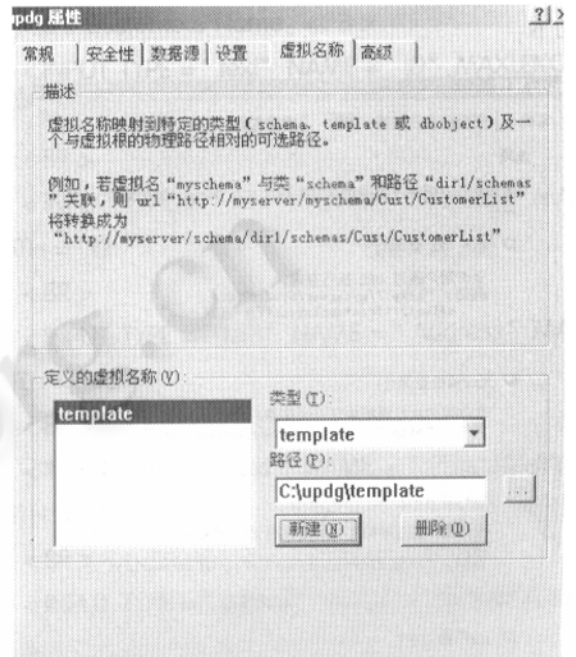 updg 属性
常规 安全性 数据源 设置 虚拟名称 高级
描述
虚拟名称映射到特定的类型(schema、template 或 dbobject)及一
个与虚拟根的物理路径相对的可选路径。
例如，若虚拟名“myschema”与类“schema”和路径“dir1/schemas
”关联，则 url“http://myserver/myschema/Cust/CustomerList”
将转换成为
“http://myserver/schema/dir1/schemas/Cust/CustomerList”
定义的虚拟名称(V):
template
类型(T):
template
路径(P):
C:\updg\template
...
新建(N) 删除(D)